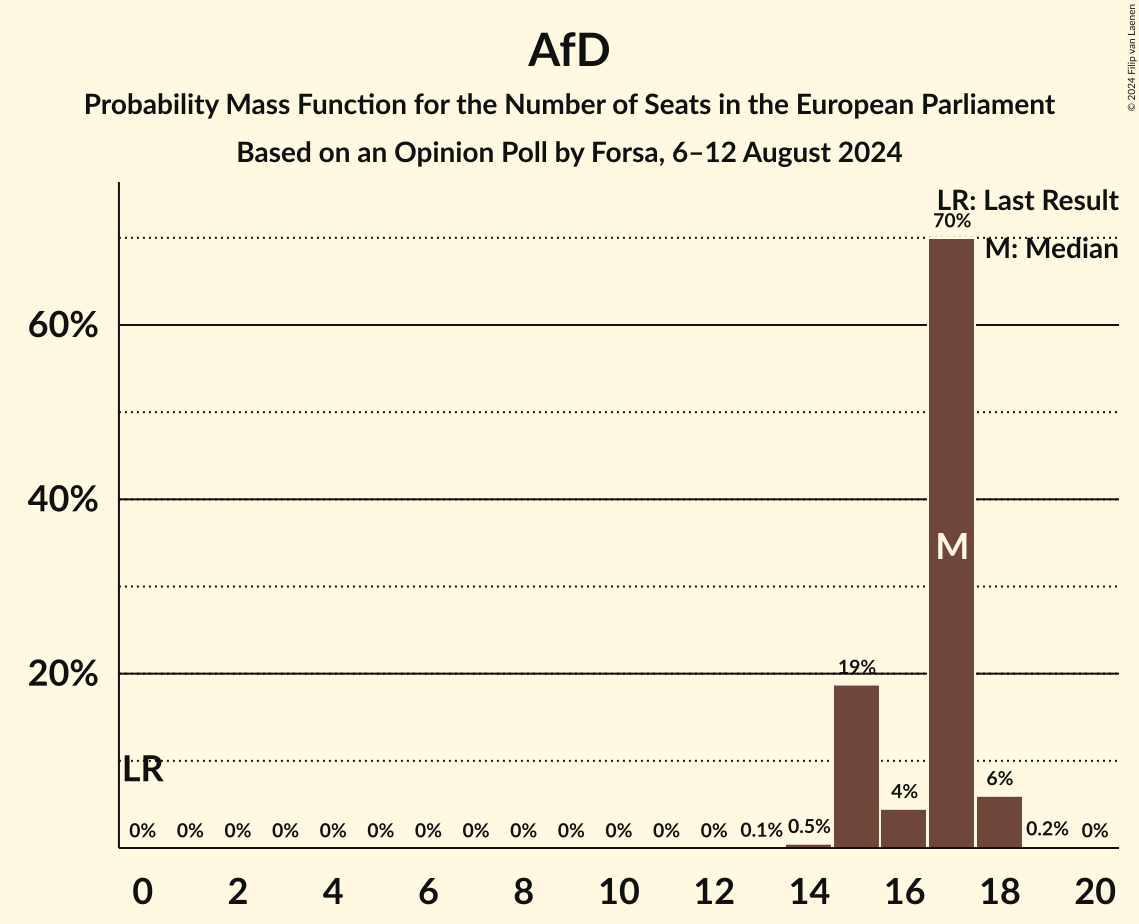 AfD
Probability Mass Function for the Number of Seats in the European Parliament
Based on an Opinion Poll by Forsa, 6–12 August 2024
© 2024 Filip van Laenen
LR: Last Result
M: Median
70%
60%
40%
M
20%
19%
LR
0% 0% 0% 0% 0% 0% 0% 0% 0% 0% 0% 0% 0% 0.1% 0.5% 4% 6% 0.2% 0%
0 2 4 6 8 10 12 14 16 18 20